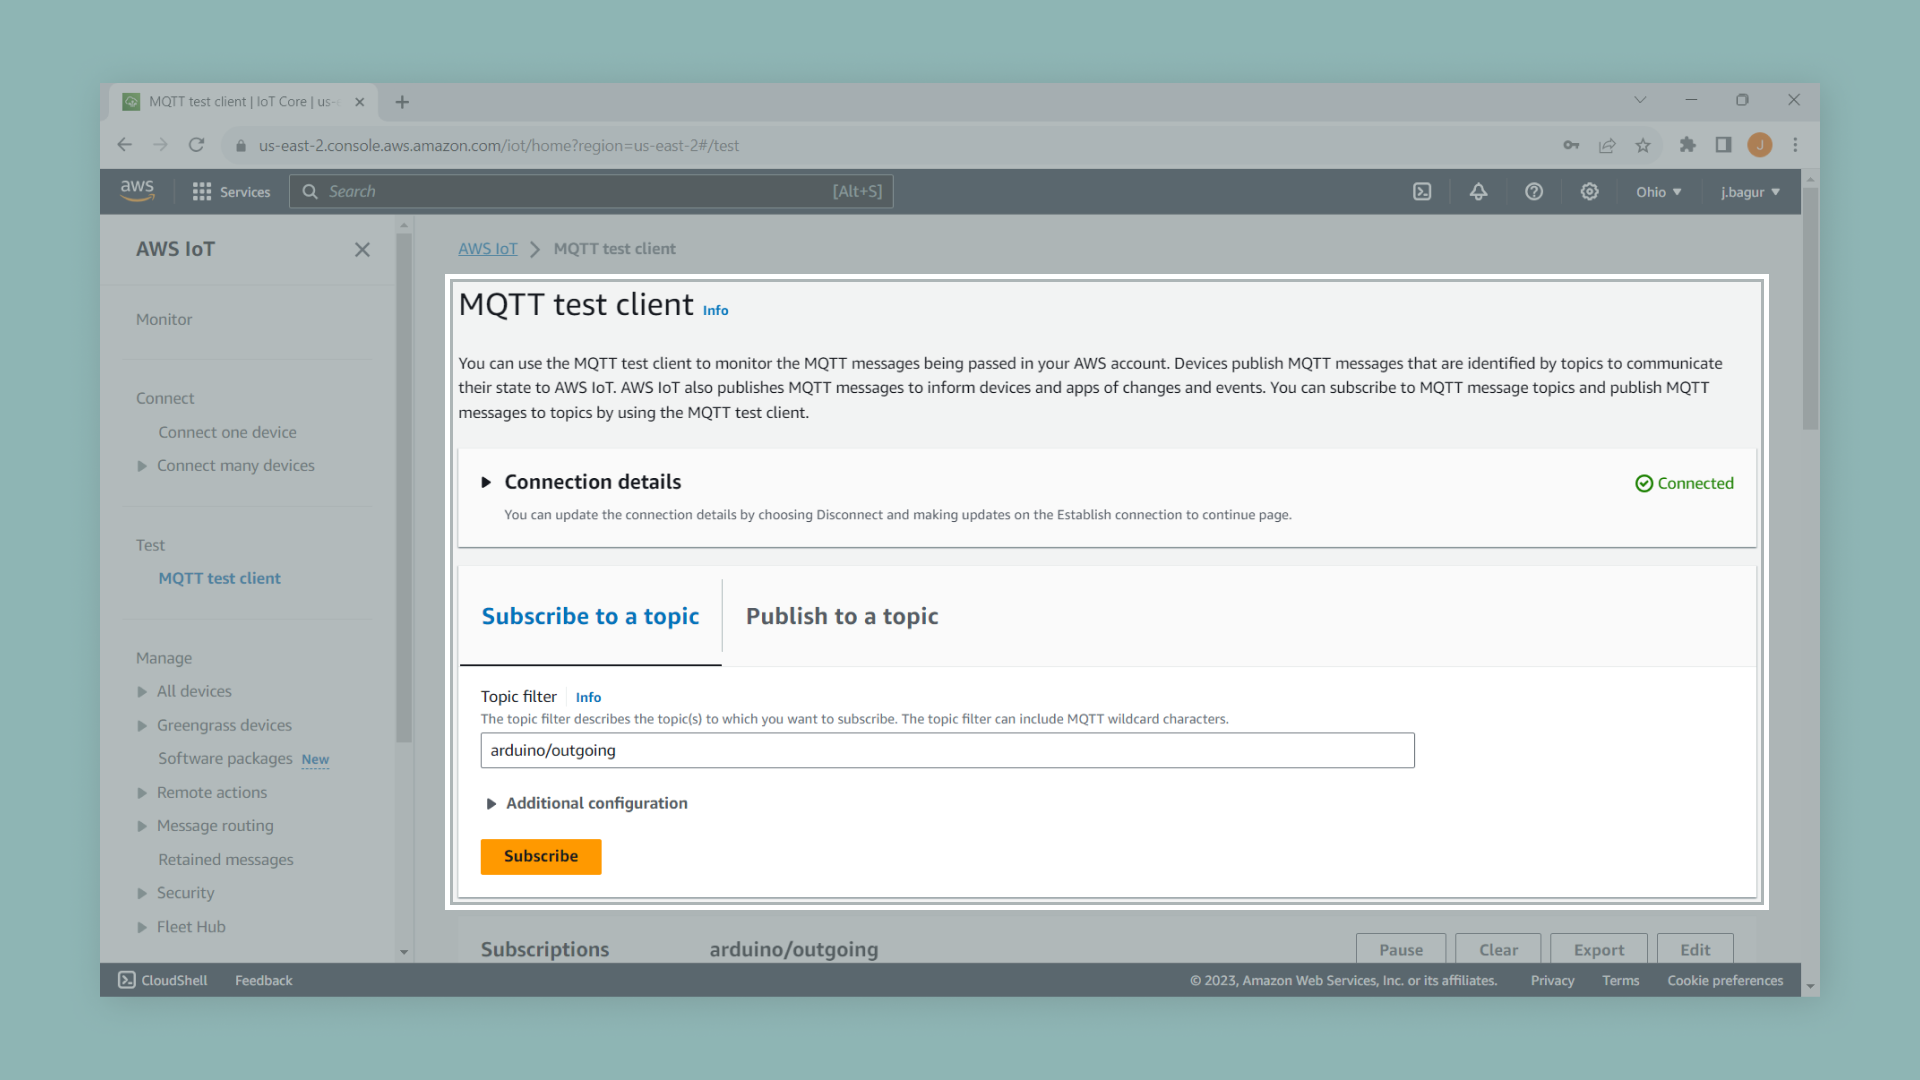 MQTT test client | IoT Core | us-
us-east-2.console.aws.amazon.com/iot/home?region=us-east-2#/test
J
aws
Services
Search
[Alt+S]
Ohio
j.bagur
AWS IoT
Monitor
Connect
Connect one device
Connect many devices
Test
MQTT test client
Manage
All devices
Greengrass devices
Software packages New
Remote actions
Message routing
Retained messages
Security
Fleet Hub
AWS IoT
MQTT test client
MQTT test client Info
You can use the MQTT test client to monitor the MQTT messages being passed in your AWS account. Devices publish MQTT messages that are identified by topics to communicate
their state to AWS IoT. AWS IoT also publishes MQTT messages to inform devices and apps of changes and events. You can subscribe to MQTT message topics and publish MQTT
messages to topics by using the MQTT test client.
Connection details
Connected
You can update the connection details by choosing Disconnect and making updates on the Establish connection to continue page.
Subscribe to a topic
Publish to a topic
Topic filter Info
The topic filter describes the topic(s) to which you want to subscribe. The topic filter can include MQTT wildcard characters.
arduino/outgoing
Additional configuration
Subscribe
Subscriptions
arduino/outgoing
Pause
Clear
Export
Edit
CloudShell
Feedback
© 2023, Amazon Web Services, Inc. or its affiliates.
Privacy
Terms
Cookie preferences